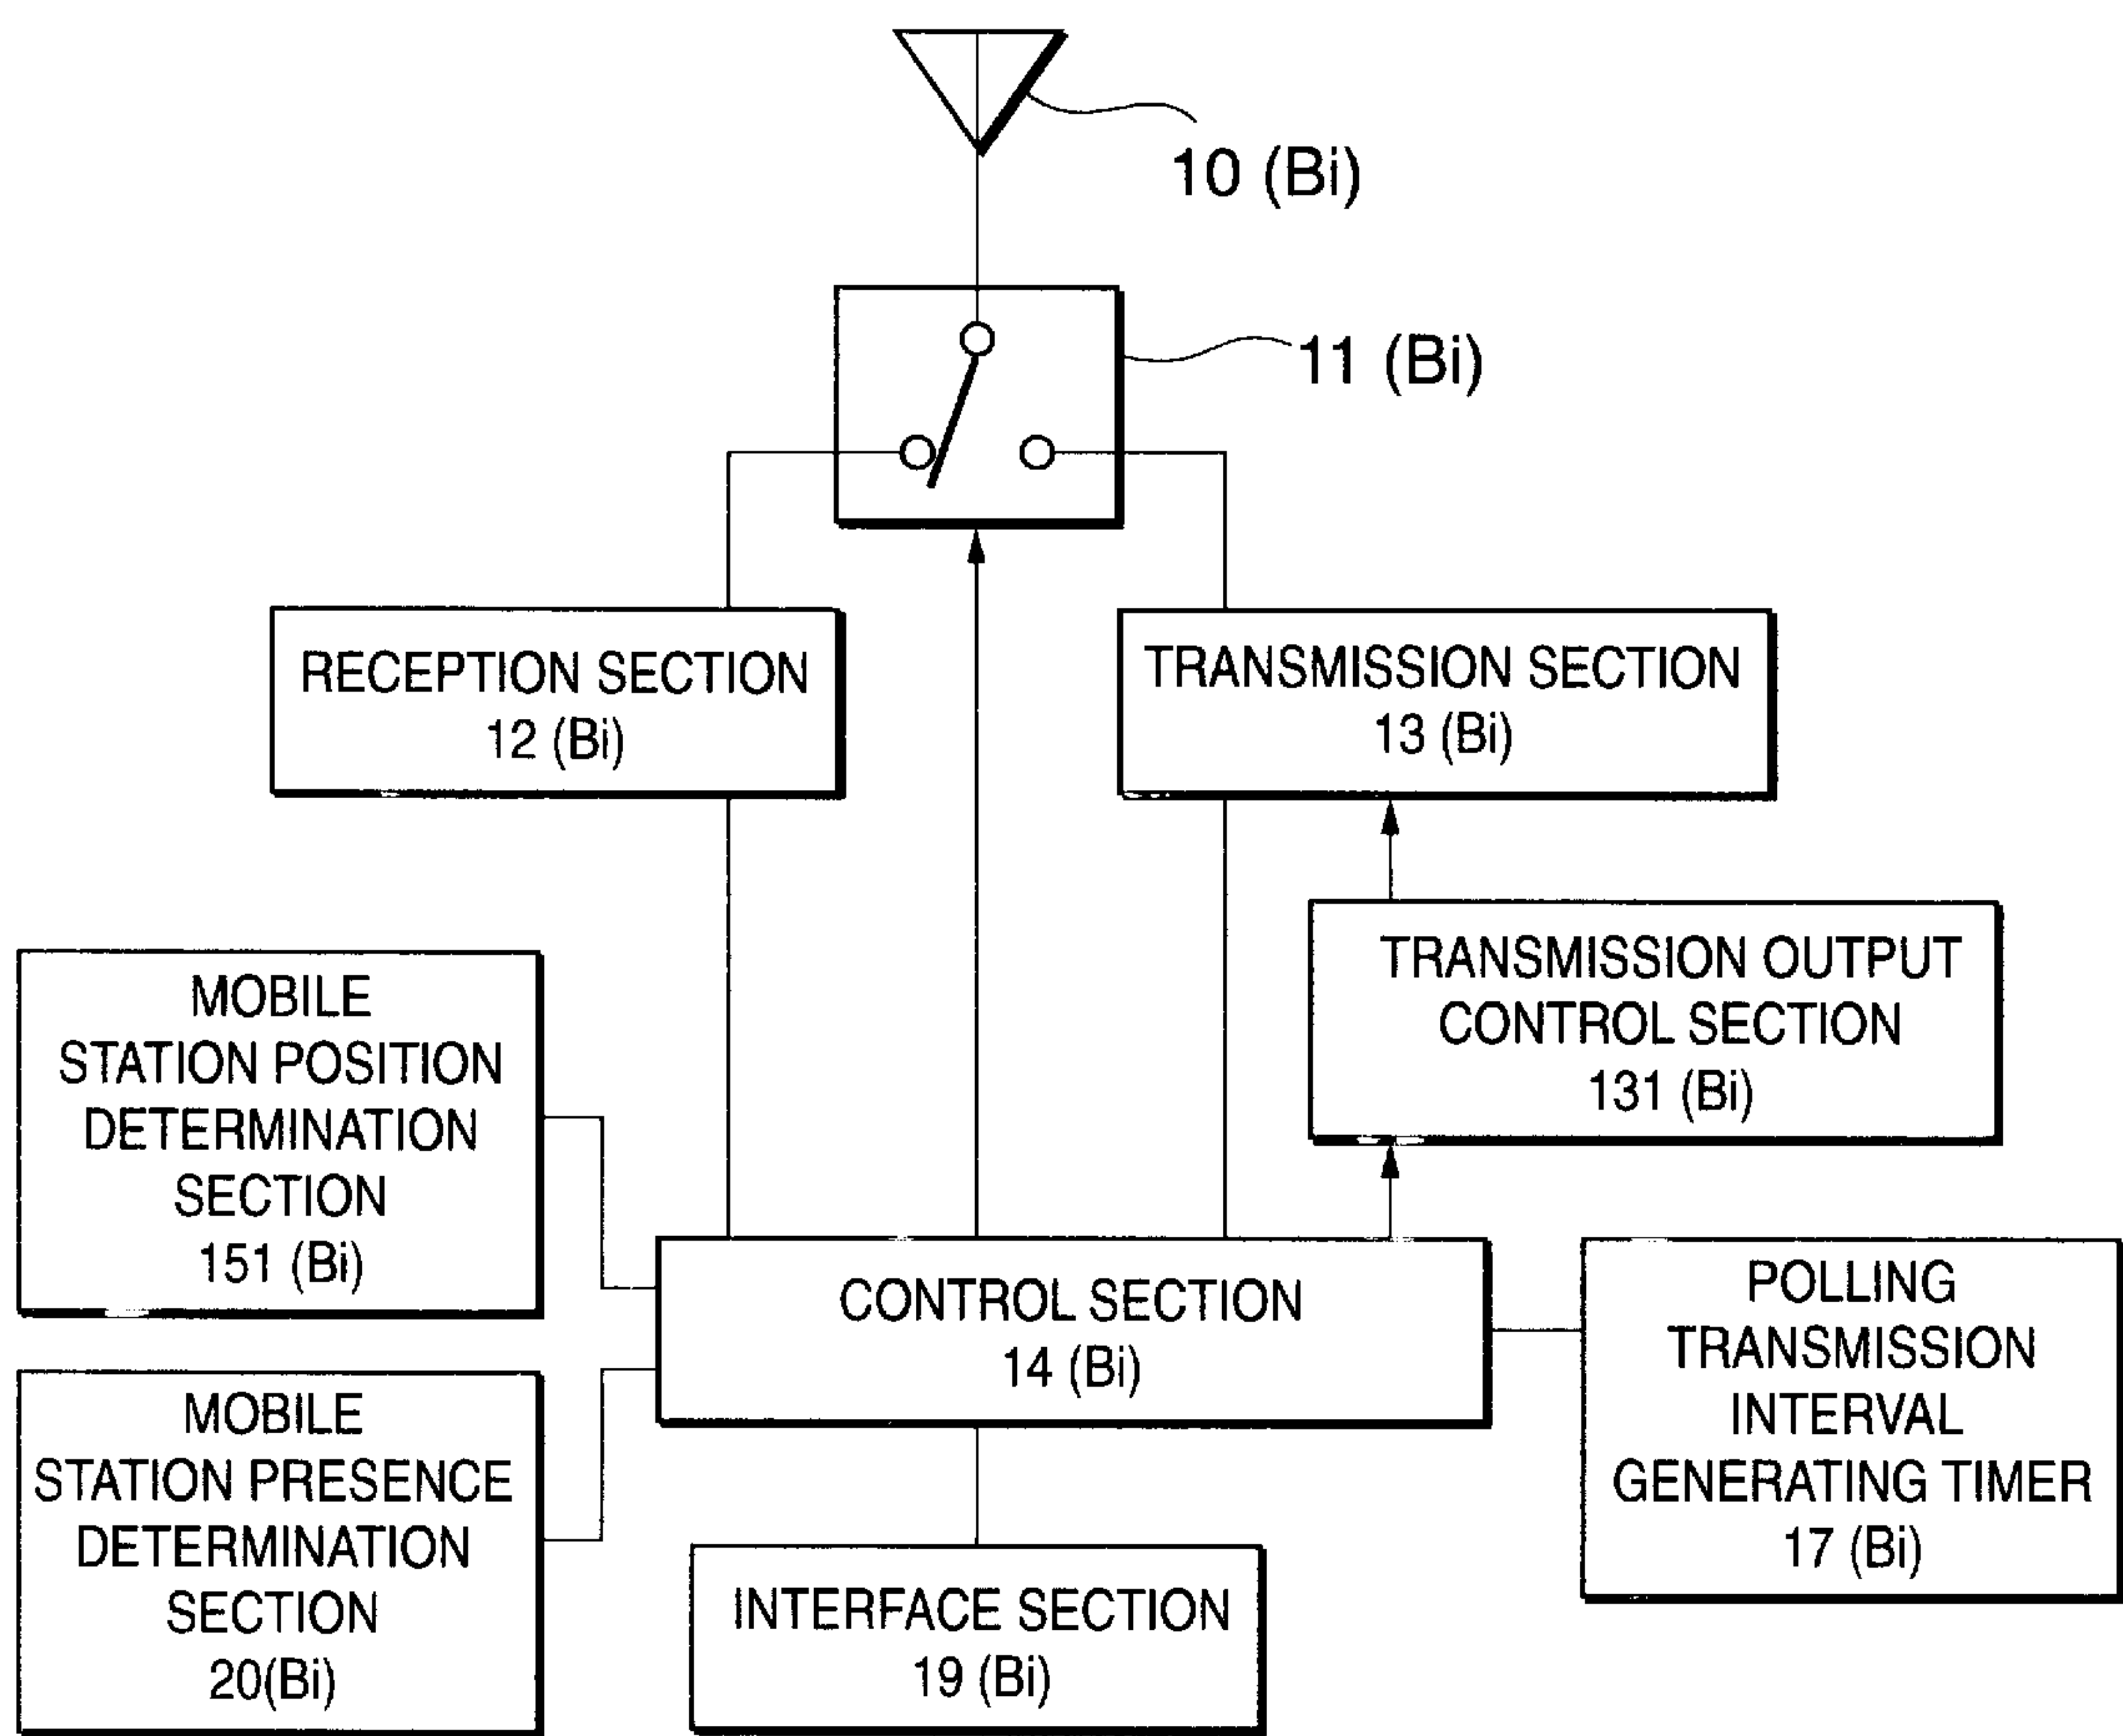 10 (Bi)
11 (Bi)
RECEPTION SECTION
12 (Bi)
TRANSMISSION SECTION
13 (Bi)
TRANSMISSION OUTPUT
CONTROL SECTION
131 (Bi)
MOBILE
STATION POSITION
DETERMINATION
SECTION
151 (Bi)
CONTROL SECTION
14 (Bi)
POLLING
TRANSMISSION
INTERVAL
GENERATING TIMER
17 (Bi)
MOBILE
STATION PRESENCE
DETERMINATION
SECTION
20(Bi)
INTERFACE SECTION
19 (Bi)